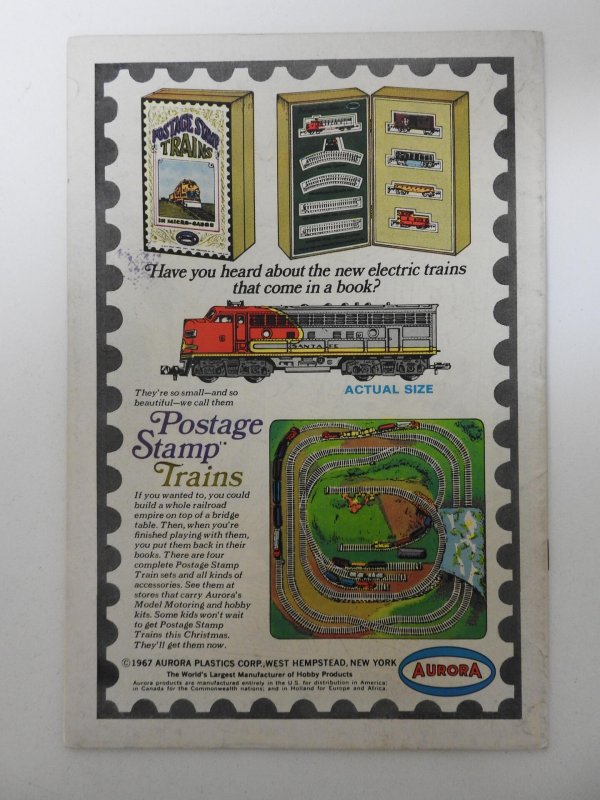 POSTAGE STAMP
TRAINS
IN MICRO-GAUGE
Have you heard about the new electric trains
that come in a book?
SANTA FE
ACTUAL SIZE
They're so small—and so
beautiful—we call them
Postage
Stamp™
Trains
If you wanted to, you could
build a whole railroad
empire on top of a bridge
table. Then, when you're
finished playing with them,
you put them back in their
books. There are four
complete Postage Stamp
Train sets and all kinds of
accessories. See them at
stores that carry Aurora's
Model Motoring and hobby
kits. Some kids won't wait
to get Postage Stamp
Trains this Christmas.
They'll get them now.
©1967 AURORA PLASTICS CORP., WEST HEMPSTEAD, NEW YORK
The World's Largest Manufacturer of Hobby Products
Aurora products are manufactured entirely in the U.S. for distribution in America;
in Canada for the Commonwealth nations; and in Holland for Europe and Africa.
AURORA